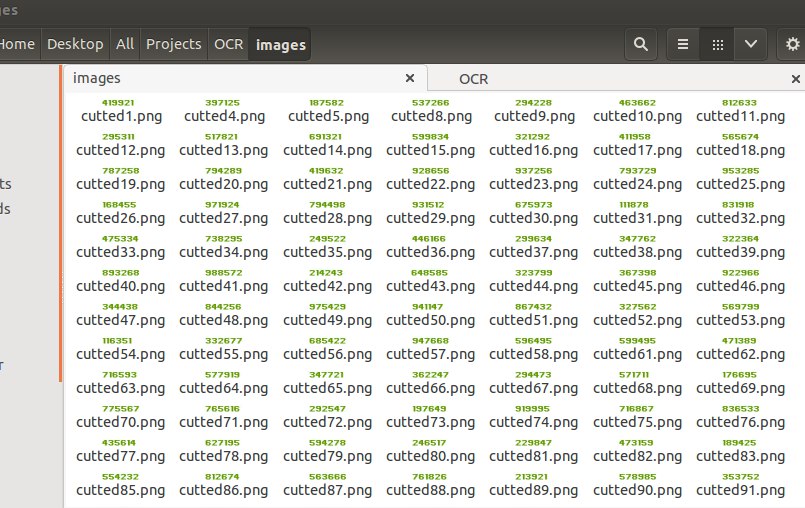 ges
Home Desktop All Projects OCR images
images × OCR ×
419921 397125 187582 537266 294228 463662 812633
cutted1.png cutted4.png cutted5.png cutted8.png cutted9.png cutted10.png cutted11.png
295311 517821 691321 599834 321292 411958 565674
cutted12.png cutted13.png cutted14.png cutted15.png cutted16.png cutted17.png cutted18.png
787258 794289 419632 928656 937256 793729 953285
cutted19.png cutted20.png cutted21.png cutted22.png cutted23.png cutted24.png cutted25.png
ts
168455 971924 794498 931512 675973 111878 831918
ds
cutted26.png cutted27.png cutted28.png cutted29.png cutted30.png cutted31.png cutted32.png
475334 738295 249522 446166 299634 347762 322364
cutted33.png cutted34.png cutted35.png cutted36.png cutted37.png cutted38.png cutted39.png
893268 988572 214243 648585 323799 367398 922966
cutted40.png cutted41.png cutted42.png cutted43.png cutted44.png cutted45.png cutted46.png
344438 844256 975429 941147 867432 327562 569799
cutted47.png cutted48.png cutted49.png cutted50.png cutted51.png cutted52.png cutted53.png
116351 332677 685422 947668 596495 599495 471389
cutted54.png cutted55.png cutted56.png cutted57.png cutted58.png cutted61.png cutted62.png
r
716593 577919 347721 362247 294473 571711 176695
cutted63.png cutted64.png cutted65.png cutted66.png cutted67.png cutted68.png cutted69.png
775567 765616 292547 197649 919995 716867 836533
cutted70.png cutted71.png cutted72.png cutted73.png cutted74.png cutted75.png cutted76.png
435614 627195 594278 246517 229847 473159 189425
cutted77.png cutted78.png cutted79.png cutted80.png cutted81.png cutted82.png cutted83.png
554232 812674 563666 761826 213921 578985 353752
cutted85.png cutted86.png cutted87.png cutted88.png cutted89.png cutted90.png cutted91.png